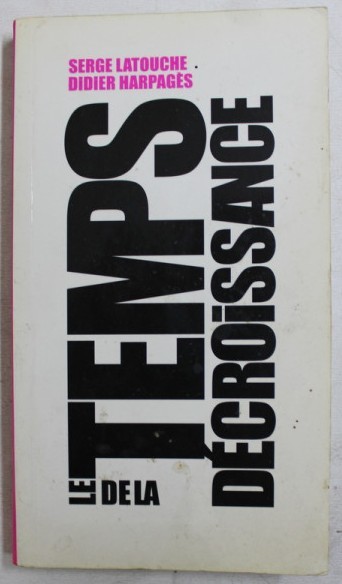 SERGE LATOUCHE
DIDIER HARPAGÈS
LE TEMPS
DE LA DÉCROiSSANCE